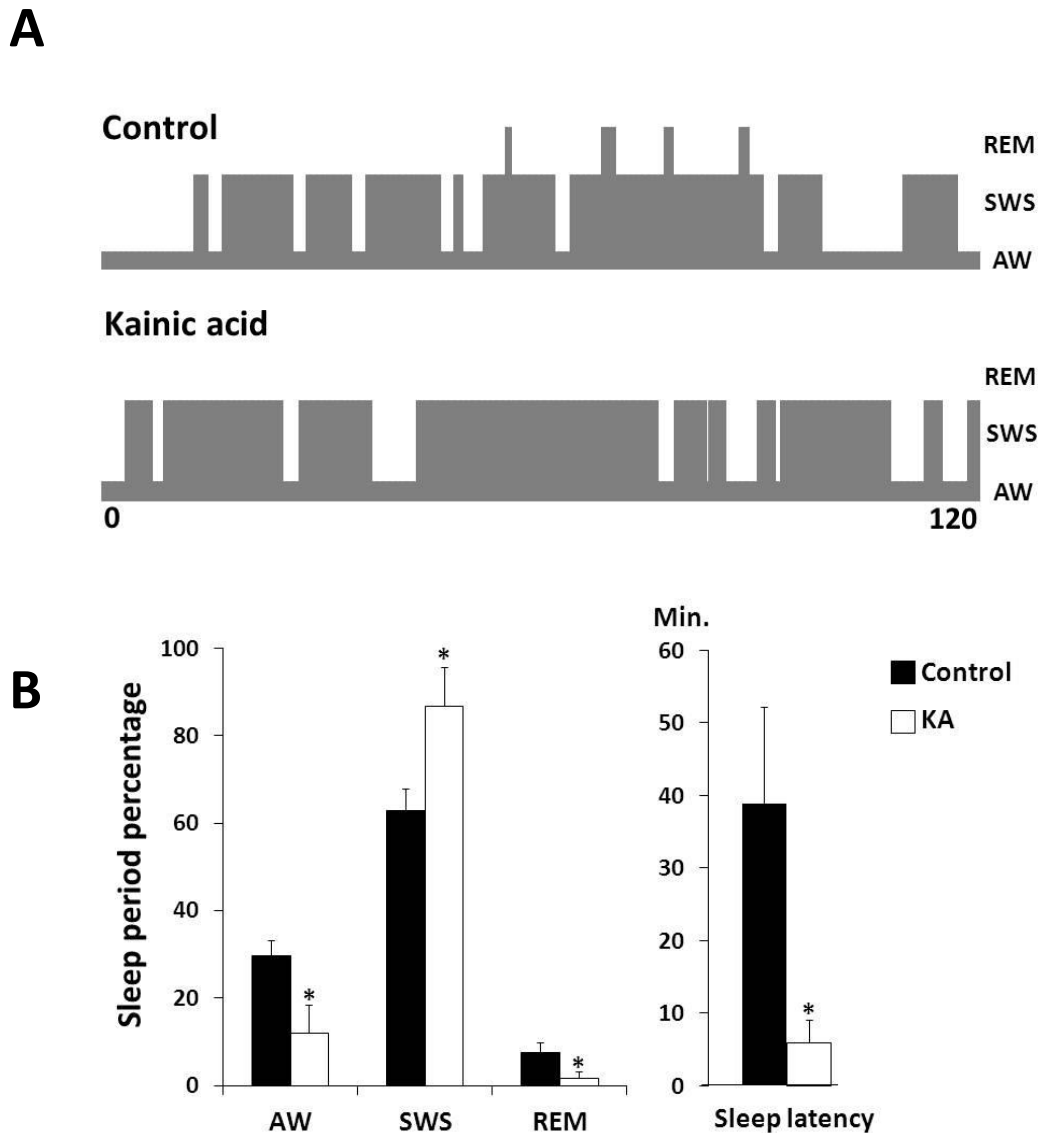 A
Control
REM
SWS
AW
Kainic acid
REM
SWS
AW
0 120
B
Sleep period percentage
100
80
60
40
20
0
*
*
*
AW SWS REM
Min.
60
50
40
30
20
10
0
*
Sleep latency
Control
KA